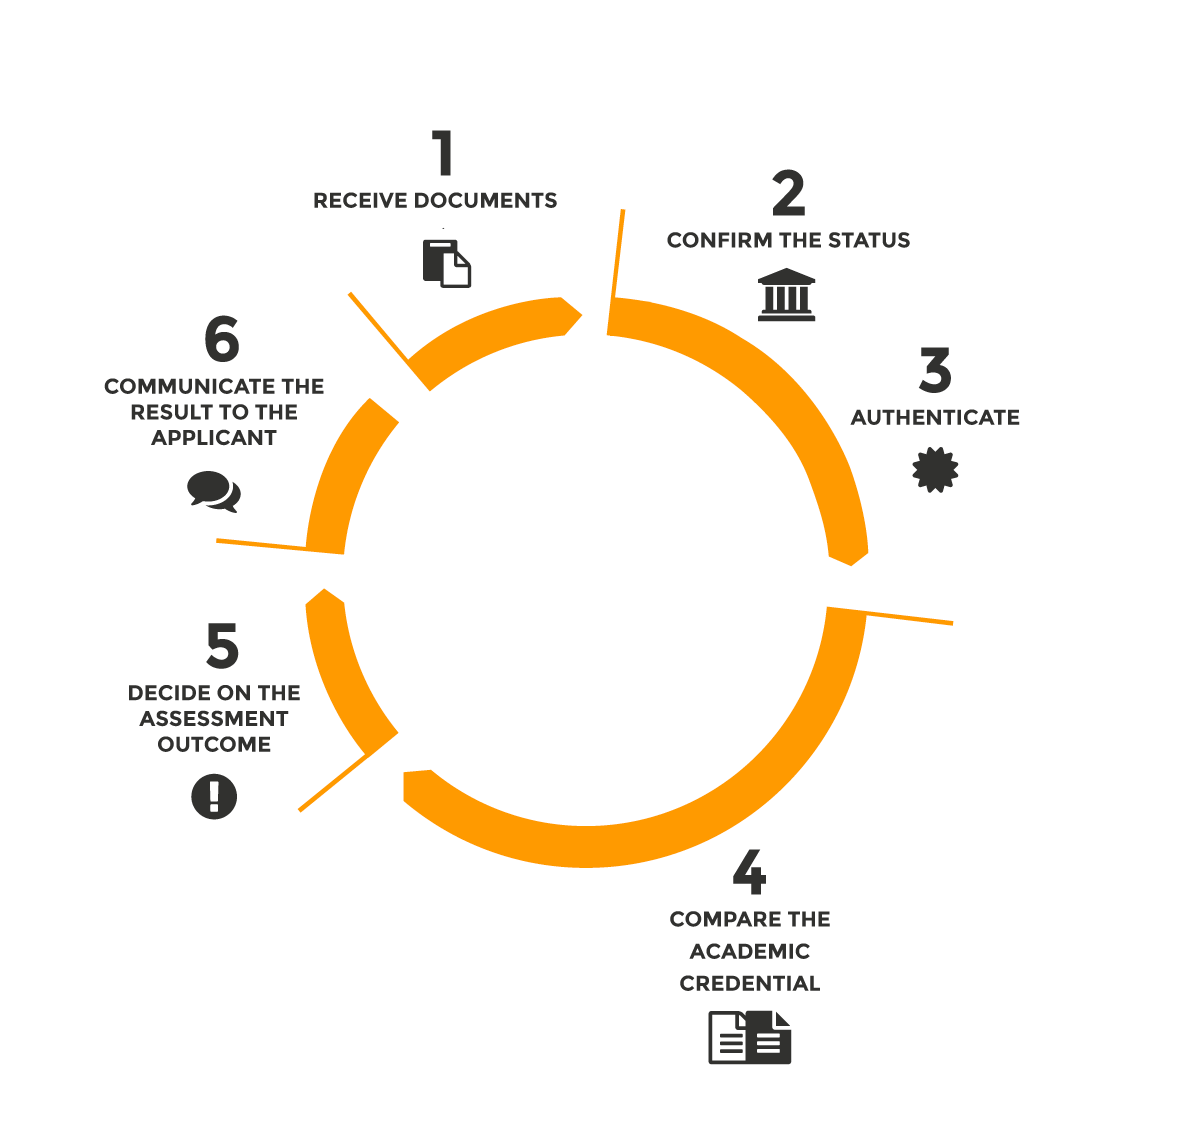 1
RECEIVE DOCUMENTS
2
CONFIRM THE STATUS
3
AUTHENTICATE
4
COMPARE THE
ACADEMIC
CREDENTIAL
5
DECIDE ON THE
ASSESSMENT
OUTCOME
6
COMMUNICATE THE
RESULT TO THE
APPLICANT